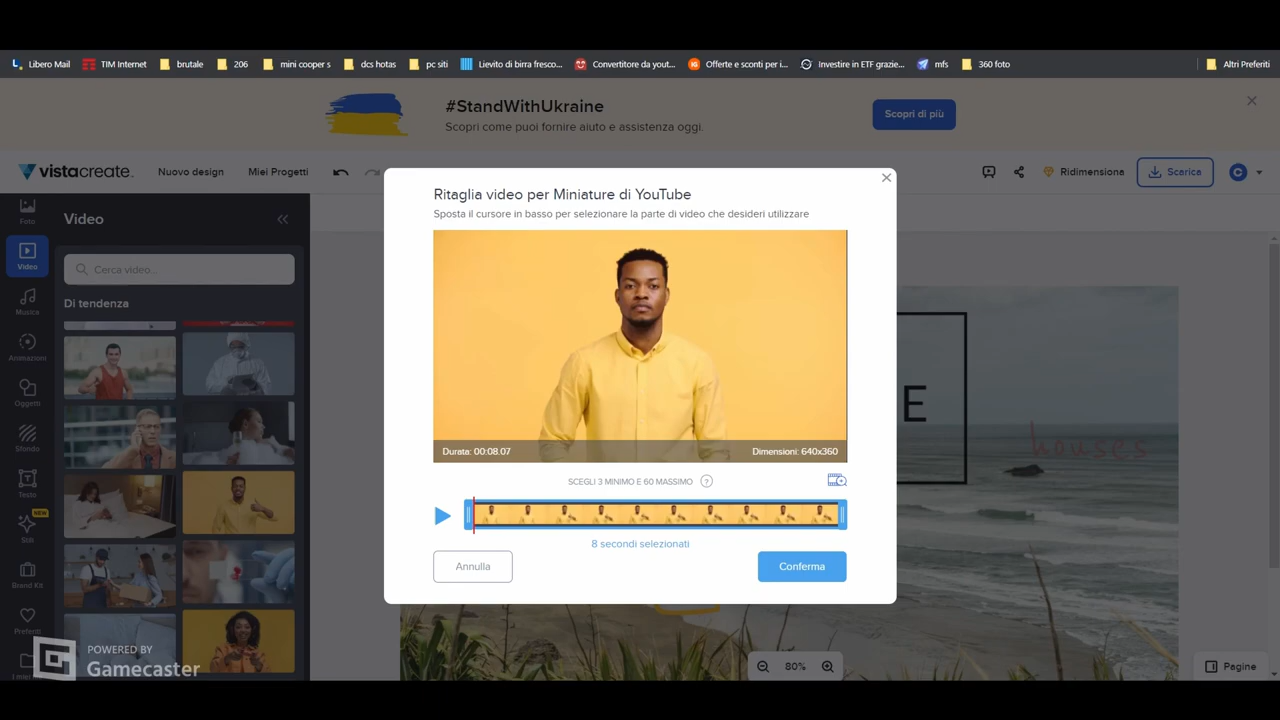 Libero Mail TIM Internet brutale 206 mini cooper s dcs hotas pc siti Lievito di birra fresco... Convertitore da yout... Offerte e sconti per i... Investire in ETF grazie... mfs 360 foto Altri Preferiti
#StandWithUkraine
Scopri come puoi fornire aiuto e assistenza oggi.
Scopri di più
vistacreate. Nuovo design Miei Progetti Ridimensiona Scarica C
Foto
Video
Musica
Animazioni
Oggetti
Sfondo
Testo
NEW
Stili
Brand Kit
Preferiti
Video
Cerca video...
Di tendenza
Ritaglia video per Miniature di YouTube
Sposta il cursore in basso per selezionare la parte di video che desideri utilizzare
Durata: 00:08.07 Dimensioni: 640x360
SCEGLI 3 MINIMO E 60 MASSIMO ?
8 secondi selezionati
Annulla Conferma
E
houses
80%
Pagine
POWERED BY
Gamecaster